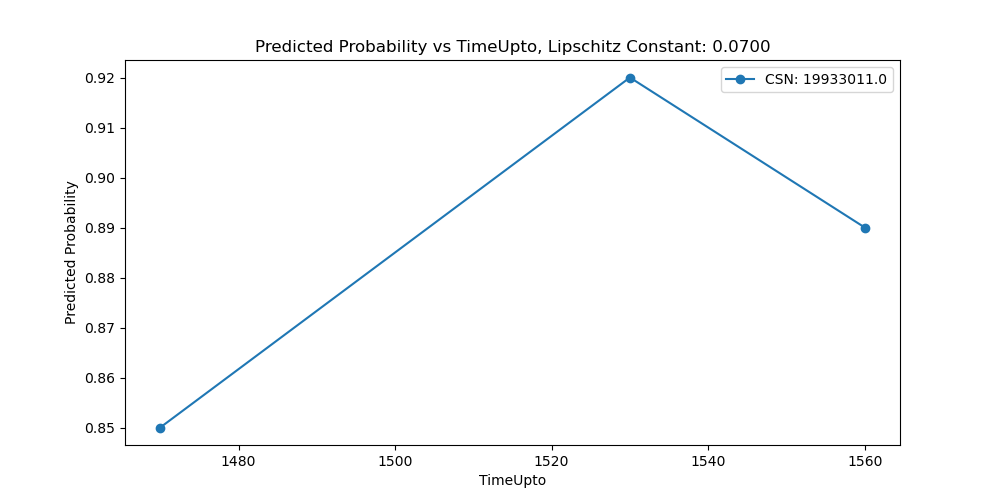 Predicted Probability vs TimeUpto, Lipschitz Constant: 0.0700
CSN: 19933011.0
0.92
0.91
0.90
0.89
0.88
0.87
0.86
0.85
Predicted Probability
1480 1500 1520 1540 1560
TimeUpto